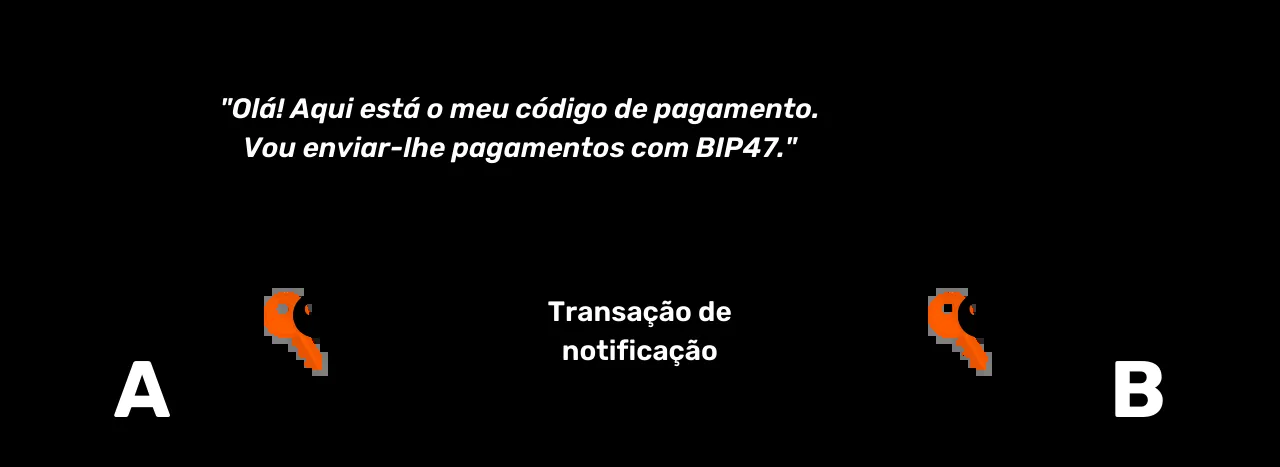 "Olá! Aqui está o meu código de pagamento.
Vou enviar-lhe pagamentos com BIP47."
Transação de
notificação
A
B